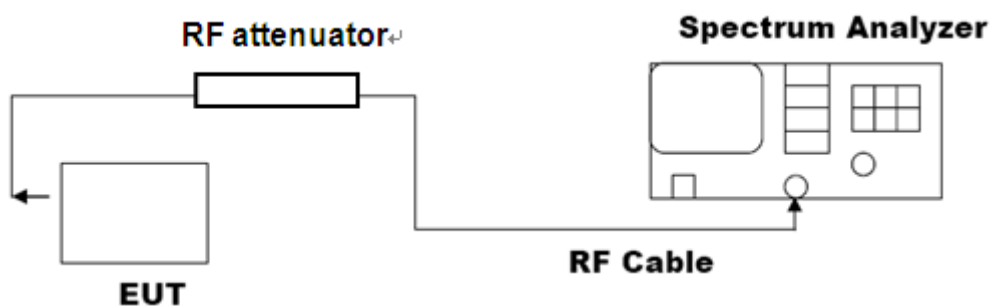 RF attenuator↵
Spectrum Analyzer
RF Cable
EUT